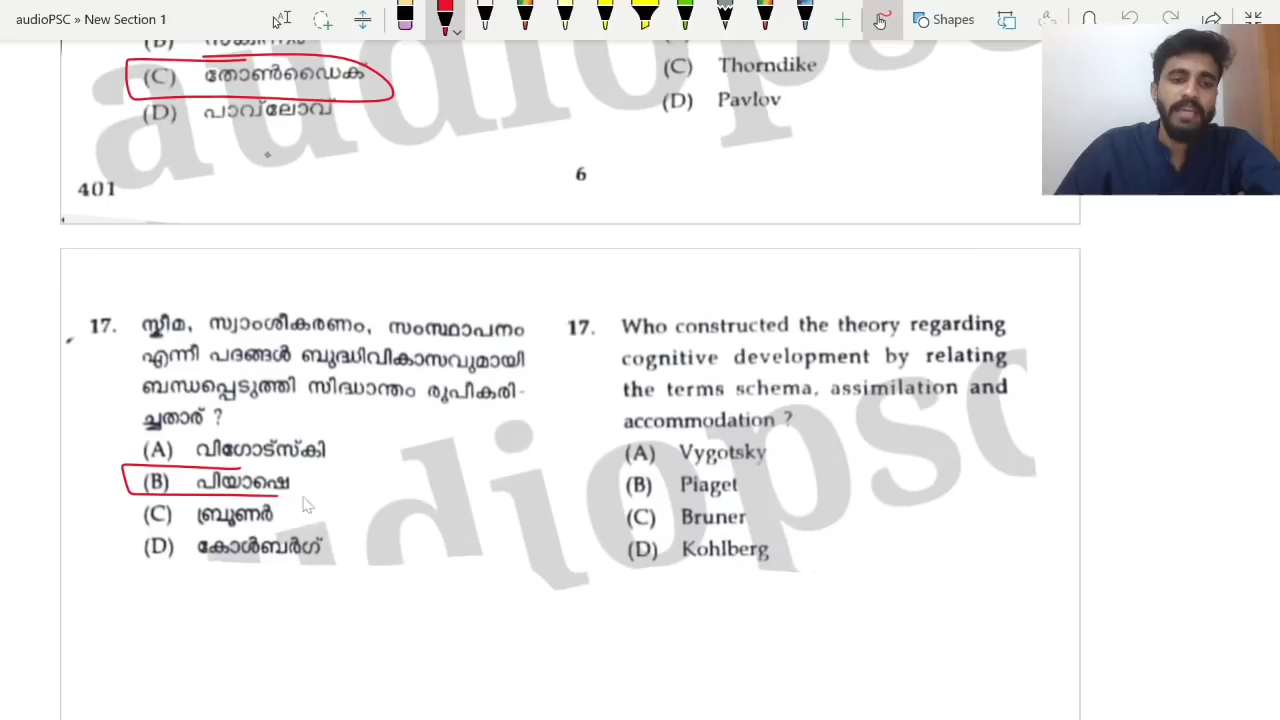 audioPSC » New Section 1
Shapes
(B)
(C) തോൺഡൈക്
(D) പാവ്ലോവ്
(C) Thorndike
(D) Pavlov
401
6
17. സ്കീമ, സ്വാംശീകരണം, സംസ്ഥാപനം
എന്നീ പദങ്ങൾ ബുദ്ധിവികാസവുമായി
ബന്ധപ്പെടുത്തി സിദ്ധാന്തം രൂപീകരി-
ച്ചതാര് ?
(A) വിഗോട്സ്കി
(B) പിയാഷെ
(C) ബ്രൂണർ
(D) കോൾബർഗ്
17. Who constructed the theory regarding
cognitive development by relating
the terms schema, assimilation and
accommodation ?
(A) Vygotsky
(B) Piaget
(C) Bruner
(D) Kohlberg
audiopsc
audiopsc